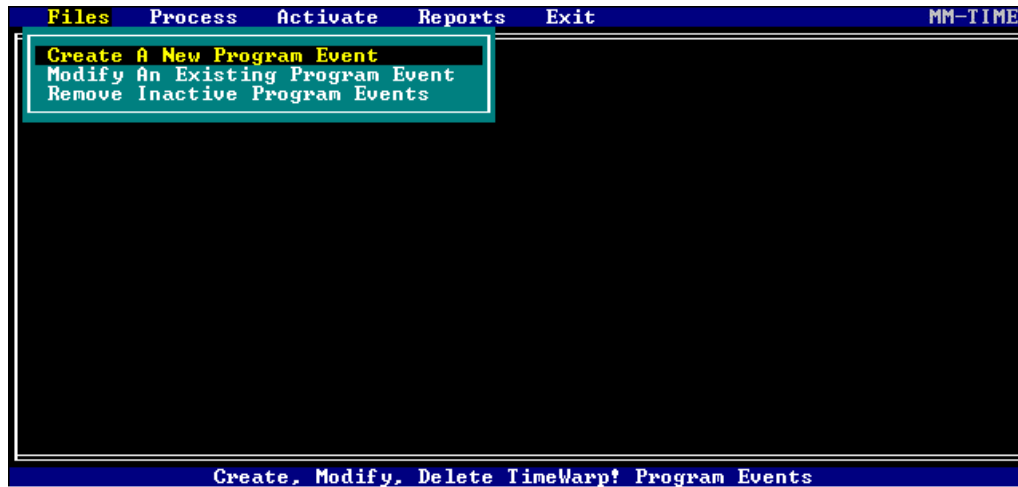 Files Process Activate Reports Exit MM-TIME
Create A New Program Event
Modify An Existing Program Event
Remove Inactive Program Events
Create, Modify, Delete TimeWarp! Program Events